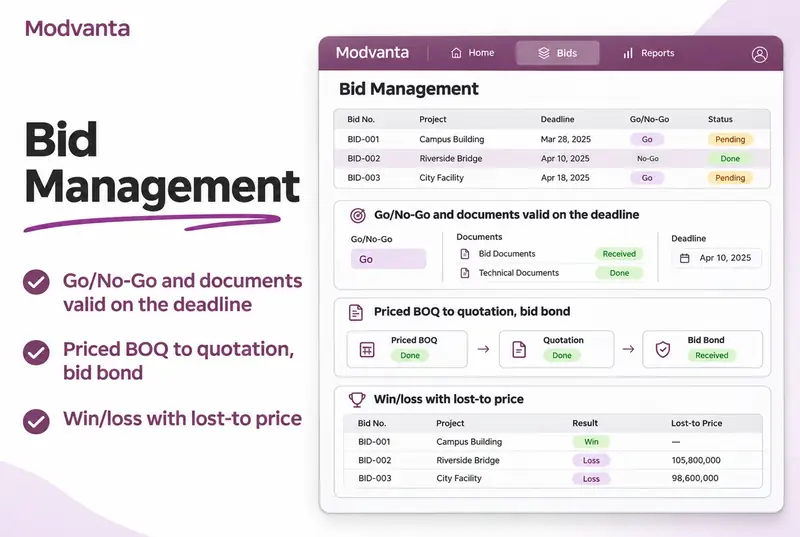 Modvanta
Bid
Management
Go/No-Go and documents
valid on the deadline
Priced BOQ to quotation,
bid bond
Win/loss with lost-to price
Modvanta
Home
Bids
Reports
Bid Management
Bid No. Project Deadline Go/No-Go Status
BID-001 Campus Building Mar 28, 2025 Go Pending
BID-002 Riverside Bridge Apr 10, 2025 No-Go Done
BID-003 City Facility Apr 18, 2025 Go Pending
Go/No-Go and documents valid on the deadline
Go/No-Go
Go
Documents
Bid Documents Received
Technical Documents Done
Deadline
Apr 10, 2025
Priced BOQ to quotation, bid bond
Priced BOQ
Done
Quotation
Done
Bid Bond
Received
Win/loss with lost-to price
Bid No. Project Result Lost-to Price
BID-001 Campus Building Win —
BID-002 Riverside Bridge Loss 105,800,000
BID-003 City Facility Loss 98,600,000